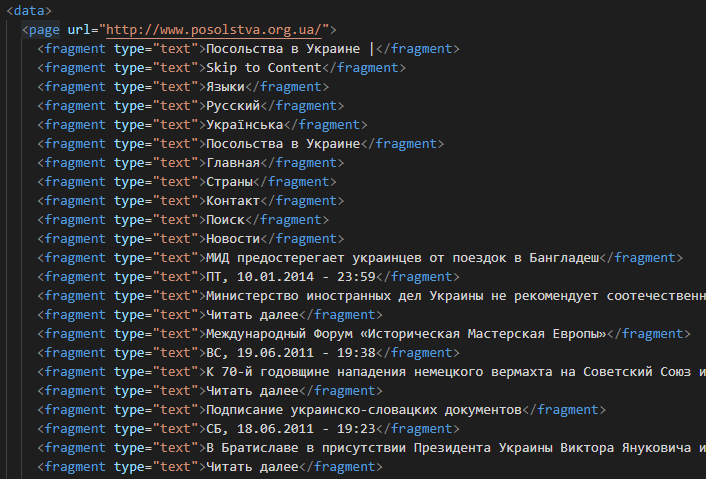 <data>
<page url="http://www.posolstva.org.ua/">
<fragment type="text">Посольства в Украине |</fragment>
<fragment type="text">Skip to Content</fragment>
<fragment type="text">Языки</fragment>
<fragment type="text">Русский</fragment>
<fragment type="text">Українська</fragment>
<fragment type="text">Посольства в Украине</fragment>
<fragment type="text">Главная</fragment>
<fragment type="text">Страны</fragment>
<fragment type="text">Контакт</fragment>
<fragment type="text">Поиск</fragment>
<fragment type="text">Новости</fragment>
<fragment type="text">МИД предостерегает украинцев от поездок в Бангладеш</fragment>
<fragment type="text">ПТ, 10.01.2014 - 23:59</fragment>
<fragment type="text">Министерство иностранных дел Украины не рекомендует соотечественн
<fragment type="text">Читать далее</fragment>
<fragment type="text">Международный Форум «Историческая Мастерская Европы»</fragment>
<fragment type="text">ВС, 19.06.2011 - 19:38</fragment>
<fragment type="text">К 70-й годовщине нападения немецкого вермахта на Советский Союз и
<fragment type="text">Читать далее</fragment>
<fragment type="text">Подписание украинско-словацких документов</fragment>
<fragment type="text">СБ, 18.06.2011 - 19:23</fragment>
<fragment type="text">В Братиславе в присутствии Президента Украины Виктора Януковича и
<fragment type="text">Читать далее</fragment>